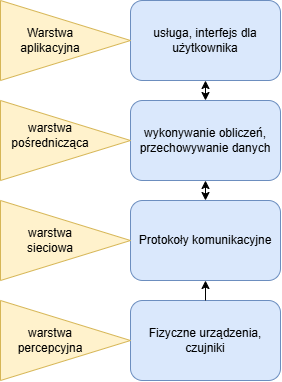 Warstwa
aplikacyjna
usługa, interfejs dla
użytkownika
warstwa
pośrednicząca
wykonywanie obliczeń,
przechowywanie danych
warstwa
sieciowa
Protokoły komunikacyjne
warstwa
percepcyjna
Fizyczne urządzenia,
czujniki